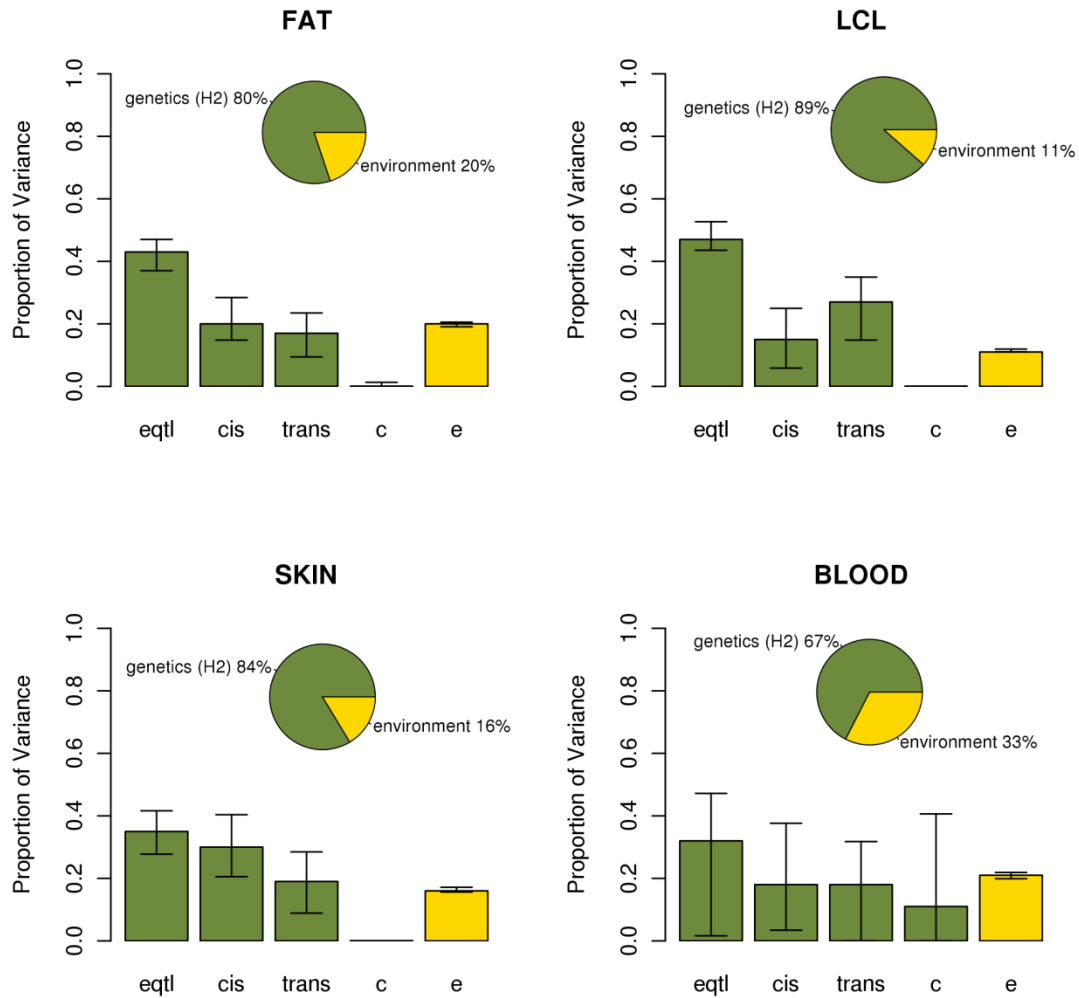 FAT
Proportion of Variance
1.0
0.8
0.6
0.4
0.2
0.0
genetics (H2) 80%
environment 20%
eqtl cis trans c e
LCL
Proportion of Variance
1.0
0.8
0.6
0.4
0.2
0.0
genetics (H2) 89%
environment 11%
eqtl cis trans c e
SKIN
Proportion of Variance
1.0
0.8
0.6
0.4
0.2
0.0
genetics (H2) 84%
environment 16%
eqtl cis trans c e
BLOOD
Proportion of Variance
1.0
0.8
0.6
0.4
0.2
0.0
genetics (H2) 67%
environment 33%
eqtl cis trans c e